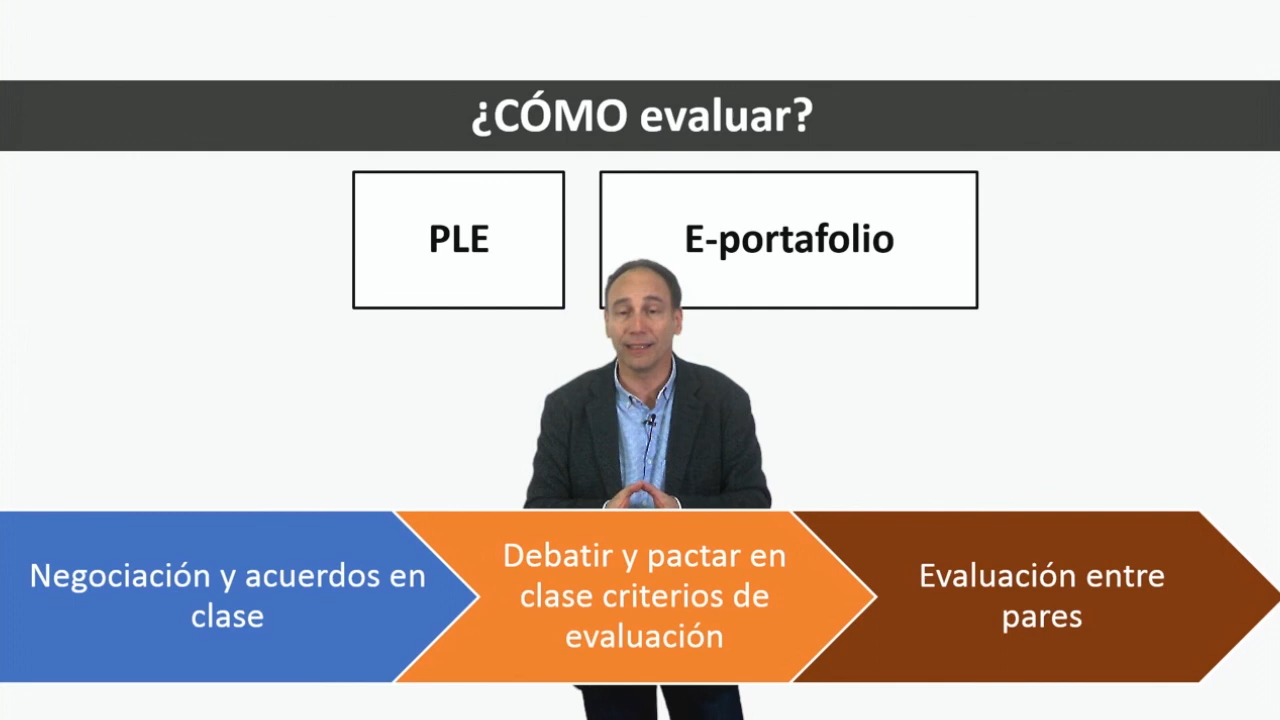 ¿CÓMO evaluar?
PLE
E-portafolio
Negociación y acuerdos en
clase
Debatir y pactar en
clase criterios de
evaluación
Evaluación entre
pares